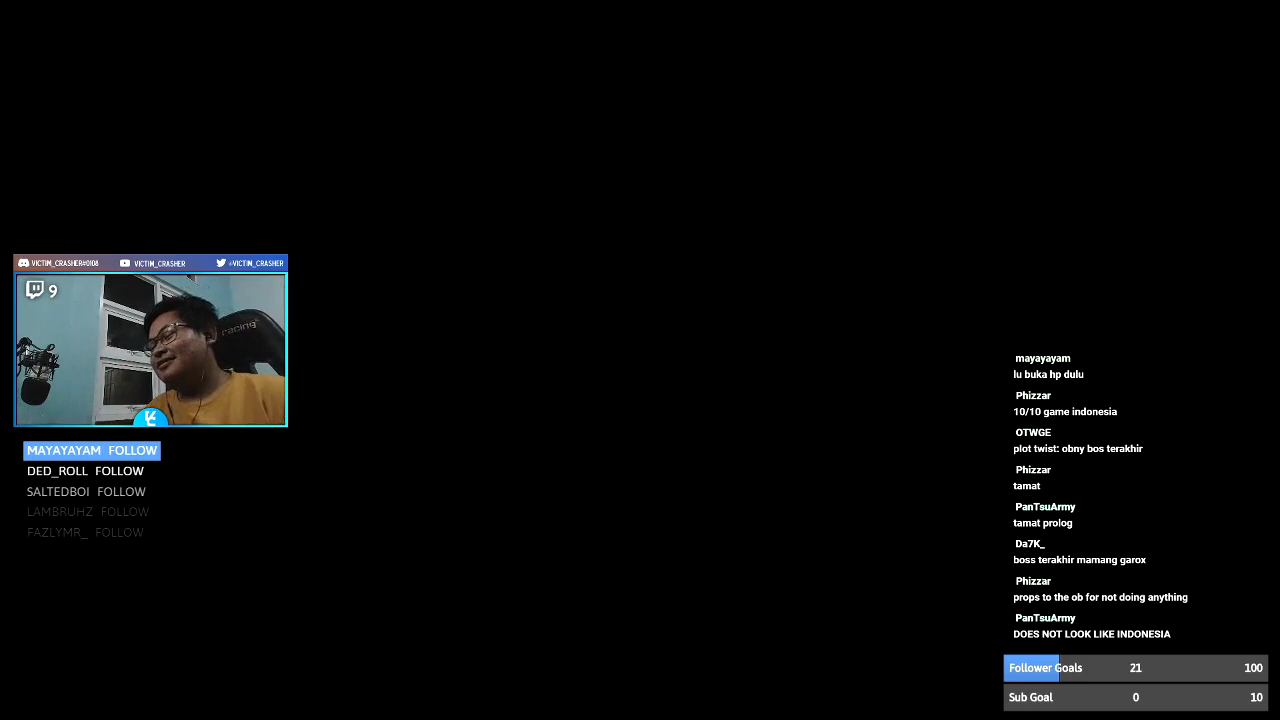 VICTIM_CRASHER#0108 VICTIM_CRASHER @VICTIM_CRASHER
9
racing
MAYAYAYAM FOLLOW
DED_ROLL FOLLOW
SALTEDBOI FOLLOW
LAMBRUHZ FOLLOW
FAZLYMR_ FOLLOW
mayayayam
lu buka hp dulu
Phizzar
10/10 game indonesia
OTWGE
plot twist: obny bos terakhir
Phizzar
tamat
PanTsuArmy
tamat prolog
Da7K_
boss terakhir mamang garox
Phizzar
props to the ob for not doing anything
PanTsuArmy
DOES NOT LOOK LIKE INDONESIA
Follower Goals 21 100
Sub Goal 0 10